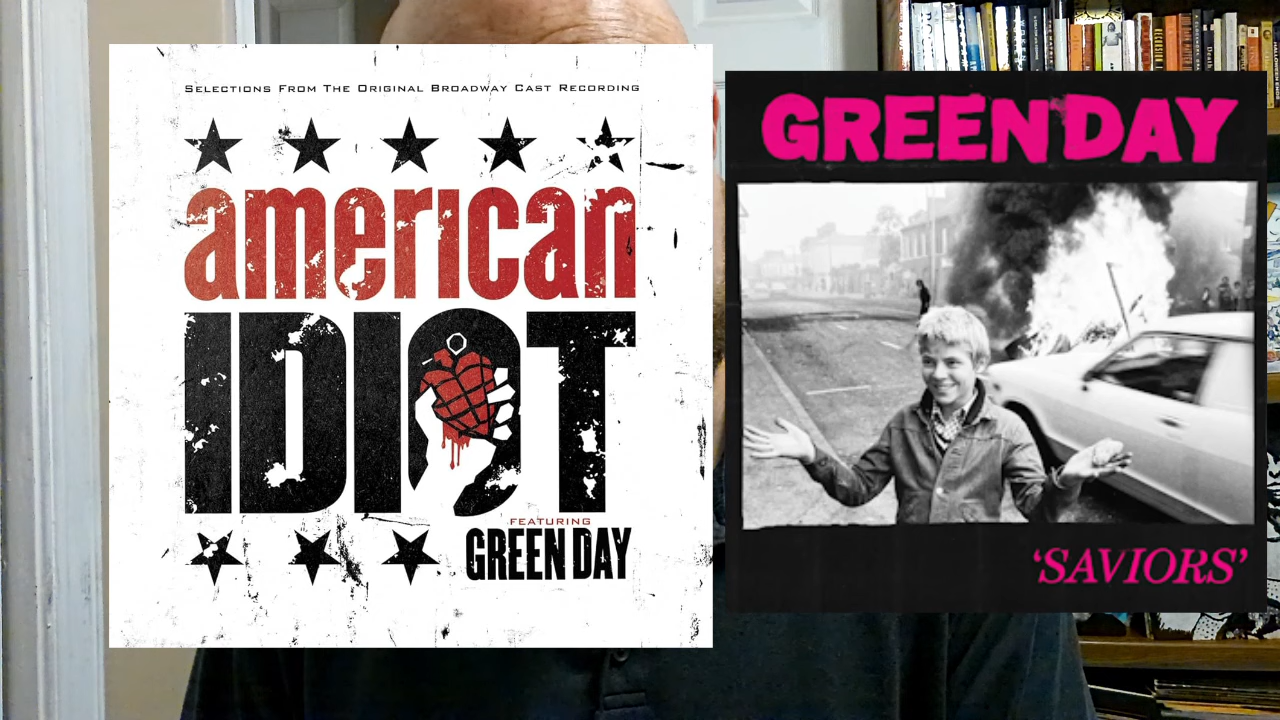 SELECTIONS FROM THE ORIGINAL BROADWAY CAST RECORDING
american
IDIOT
FEATURING
GREEN DAY
GREEN DAY
'SAVIORS'